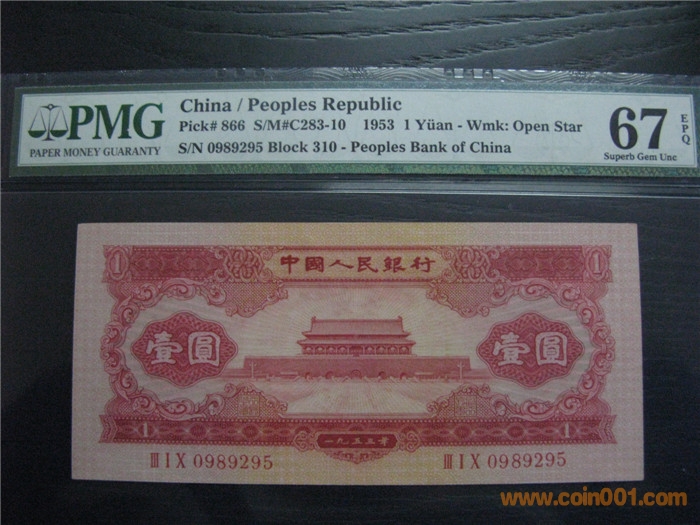 PMG
PAPER MONEY GUARANTY
China / Peoples Republic
Pick# 866 S/M#C283-10 1953 1 Yüan - Wmk: Open Star
S/N 0989295 Block 310 - Peoples Bank of China
67 EPQ
Superb Gem Unc
1 中國人民銀行 1
壹圓 壹圓
1 一九五三年 1
III I X 0989295 III I X 0989295
www.coin001.com